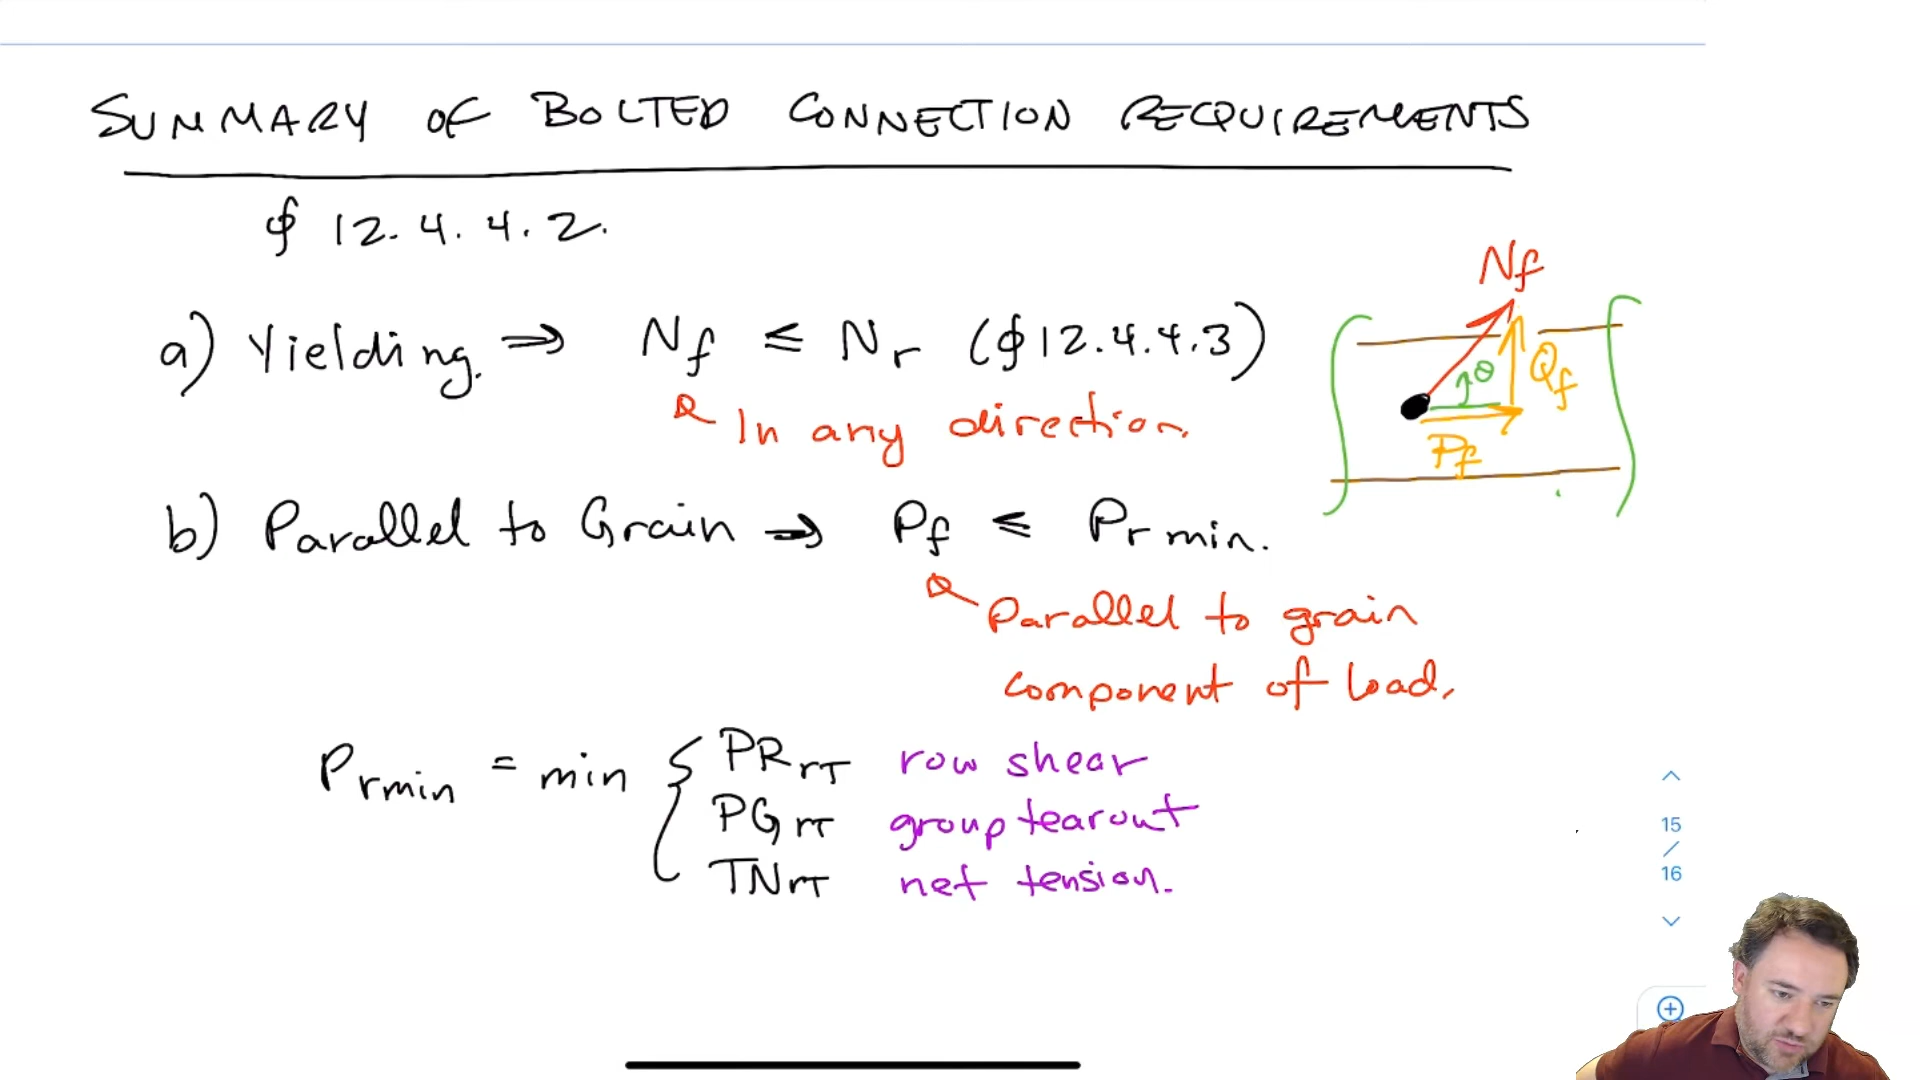 SUMMARY OF BOLTED CONNECTION REQUIREMENTS
§ 12.4.4.2.
a) Yielding. ⇒ Nf ≤ Nr (§12.4.4.3)
In any direction.
Nf
θ
Qf
Pf
b) Parallel to Grain ⇒ Pf ≤ Pr min.
Parallel to grain
component of load.
Prmin = min { PRrT row shear
PGrT group tearout
TNrT net tension.
15
/
16